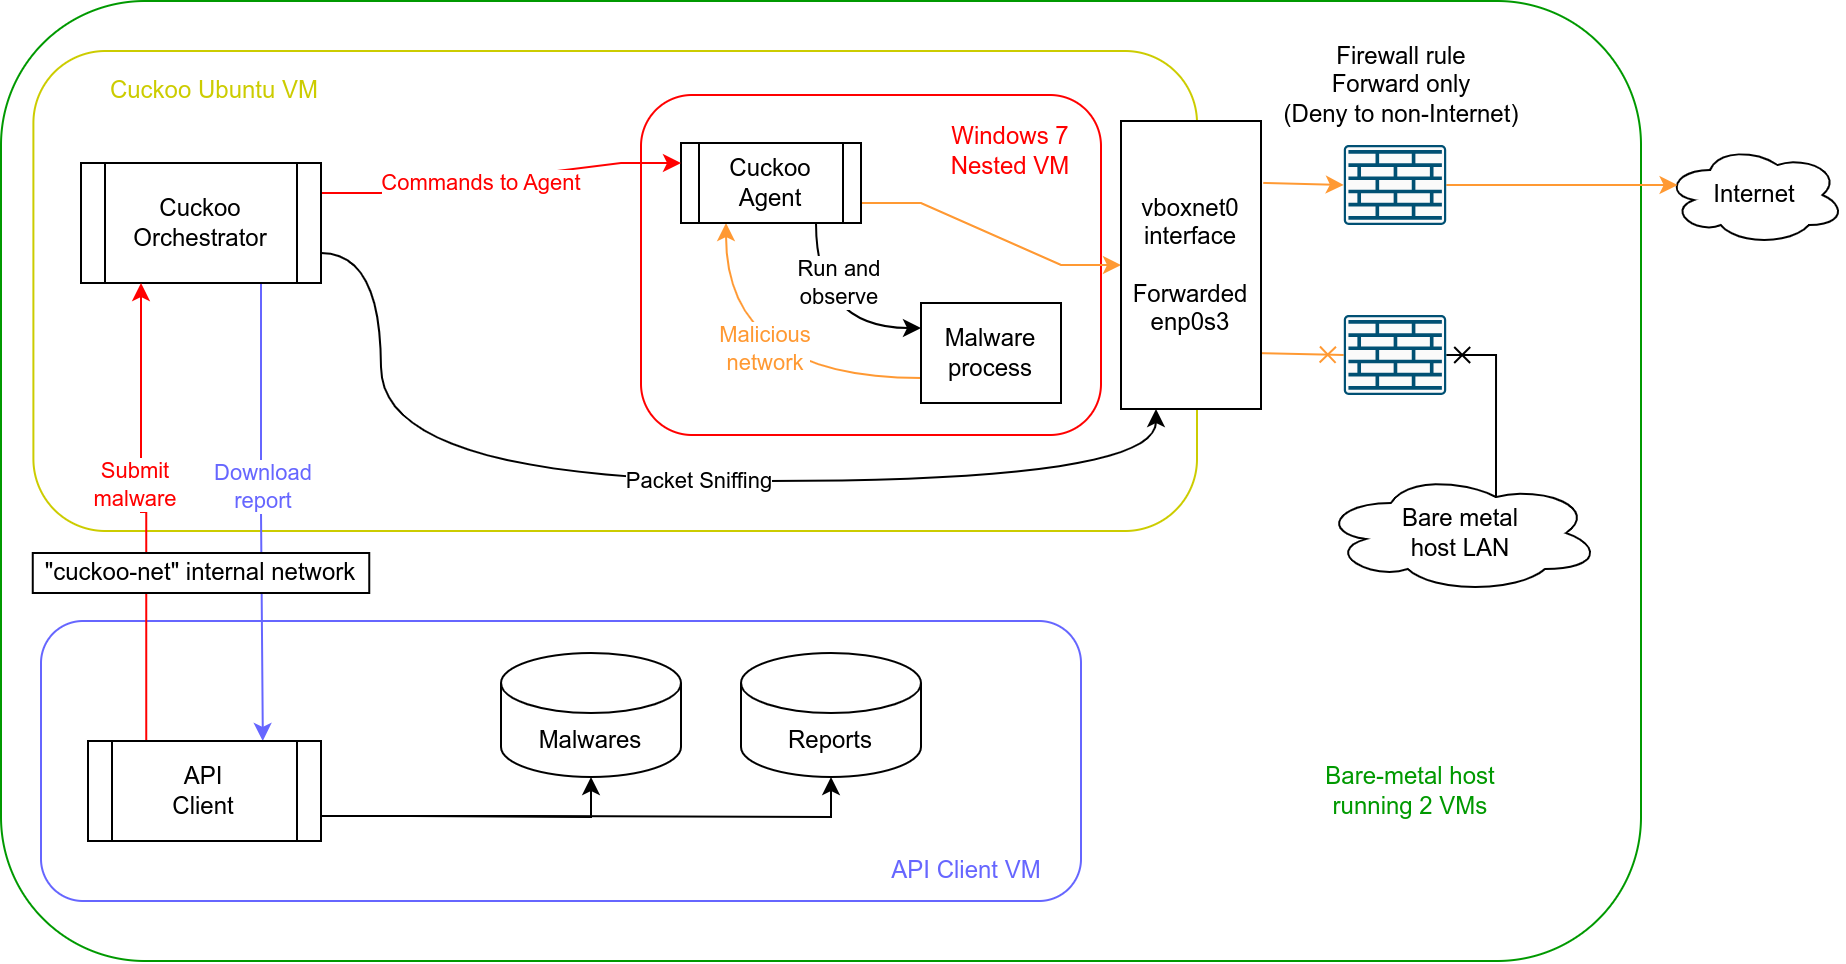 Cuckoo Ubuntu VM
Firewall rule
Forward only
(Deny to non-Internet)
Windows 7
Nested VM
Cuckoo
Orchestrator
Commands to Agent
Cuckoo
Agent
vboxnet0
interface
Forwarded
enp0s3
Internet
Run and
observe
Malicious
network
Malware
process
Submit
malware
Download
report
Packet Sniffing
Bare metal
host LAN
"cuckoo-net" internal network
API
Client
Malwares
Reports
Bare-metal host
running 2 VMs
API Client VM